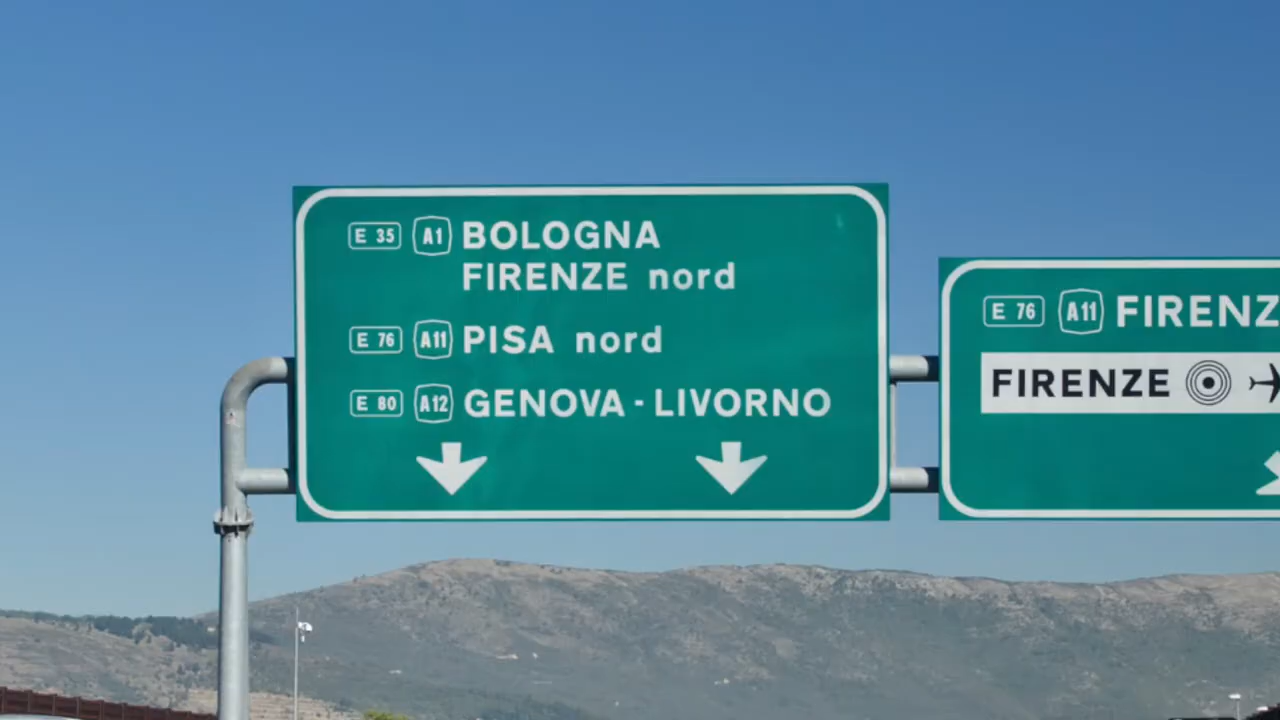 E 35 A1 BOLOGNA
FIRENZE nord
E 76 A11 PISA nord
E 80 A12 GENOVA - LIVORNO
E 76 A11 FIRENZ
FIRENZE